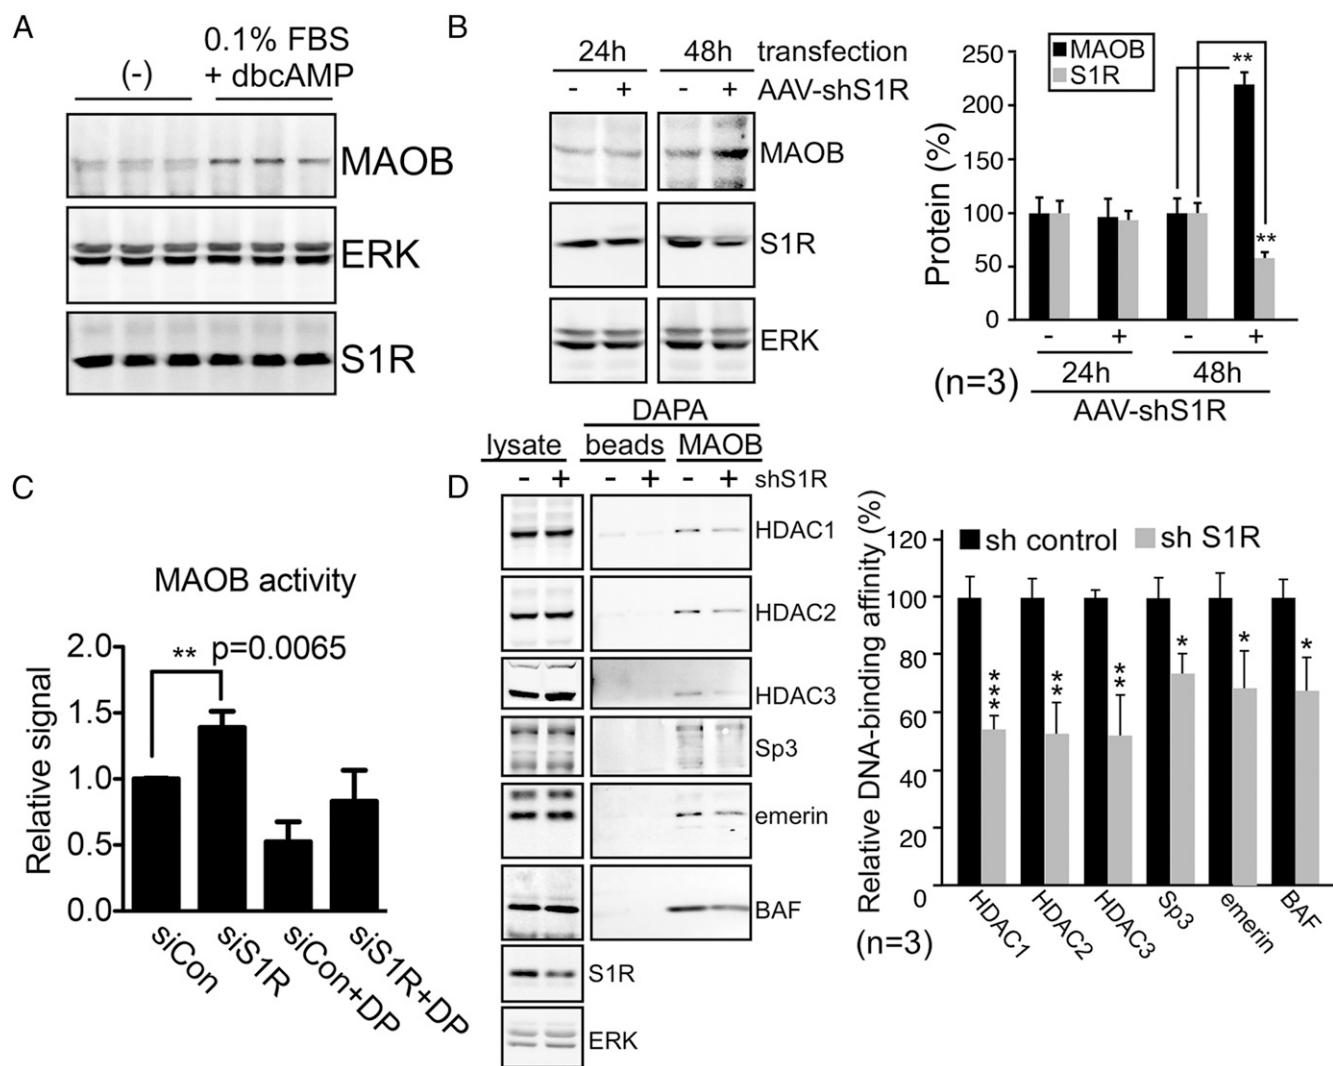 A
(-)
0.1% FBS
+ dbcAMP
MAOB
ERK
S1R
B
24h 48h transfection
- + - + AAV-shS1R
MAOB
S1R
ERK
Protein (%)
250
200
150
100
50
0
MAOB
S1R
**
**
- + - +
24h 48h
(n=3)
AAV-shS1R
C
MAOB activity
** p=0.0065
Relative signal
2.0
1.5
1.0
0.5
0.0
siCon
siS1R
siCon+DP
siS1R+DP
D
DAPA
lysate beads MAOB
- + - + - + shS1R
HDAC1
HDAC2
HDAC3
Sp3
emerin
BAF
S1R
ERK
Relative DNA-binding affinity (%)
120
100
80
60
40
20
0
sh control sh S1R
***
**
**
*
*
*
HDAC1
HDAC2
HDAC3
Sp3
emerin
BAF
(n=3)